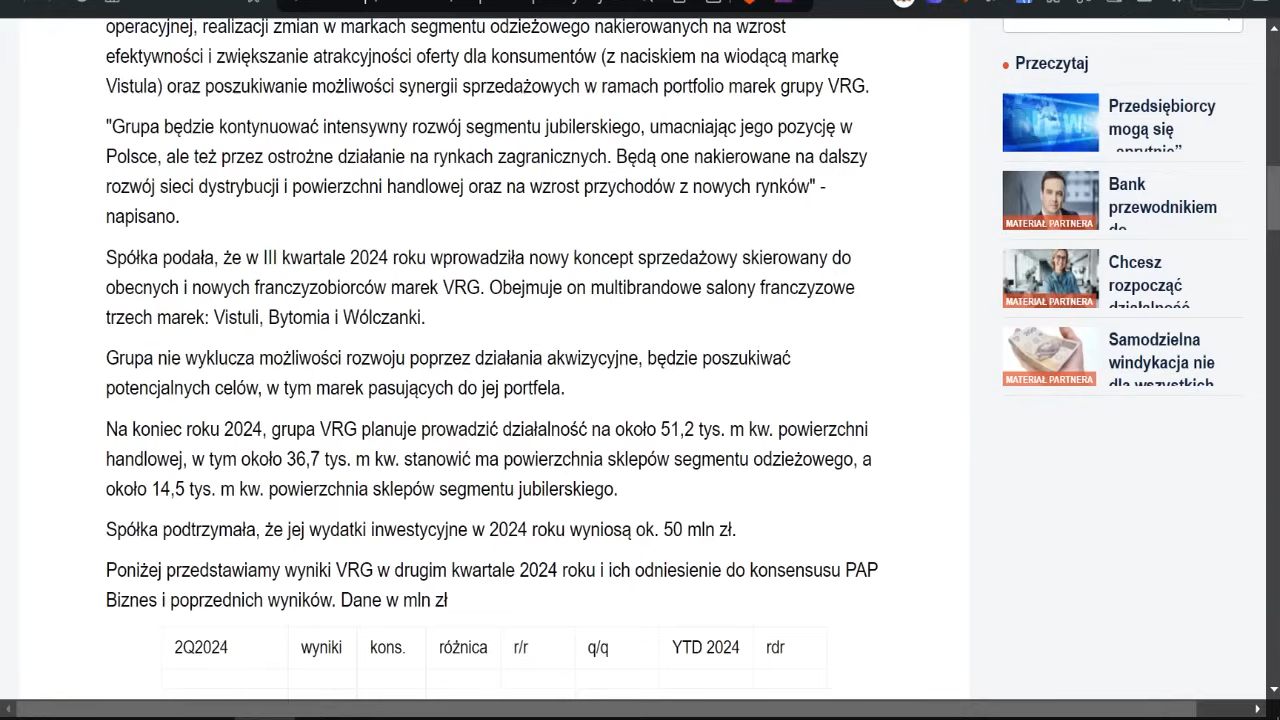 operacyjnej, realizacji zmian w markach segmentu odzieżowego nakierowanych na wzrost
efektywności i zwiększanie atrakcyjności oferty dla konsumentów (z naciskiem na wiodącą markę
Vistula) oraz poszukiwanie możliwości synergii sprzedażowych w ramach portfolio marek grupy VRG.
"Grupa będzie kontynuować intensywny rozwój segmentu jubilerskiego, umacniając jego pozycję w
Polsce, ale też przez ostrożne działanie na rynkach zagranicznych. Będą one nakierowane na dalszy
rozwój sieci dystrybucji i powierzchni handlowej oraz na wzrost przychodów z nowych rynków" -
napisano.
Spółka podała, że w III kwartale 2024 roku wprowadziła nowy koncept sprzedażowy skierowany do
obecnych i nowych franczyzobiorców marek VRG. Obejmuje on multibrandowe salony franczyzowe
trzech marek: Vistuli, Bytomia i Wólczanki.
Grupa nie wyklucza możliwości rozwoju poprzez działania akwizycyjne, będzie poszukiwać
potencjalnych celów, w tym marek pasujących do jej portfela.
Na koniec roku 2024, grupa VRG planuje prowadzić działalność na około 51,2 tys. m kw. powierzchni
handlowej, w tym około 36,7 tys. m kw. stanowić ma powierzchnia sklepów segmentu odzieżowego, a
około 14,5 tys. m kw. powierzchnia sklepów segmentu jubilerskiego.
Spółka podtrzymała, że jej wydatki inwestycyjne w 2024 roku wyniosą ok. 50 mln zł.
Poniżej przedstawiamy wyniki VRG w drugim kwartale 2024 roku i ich odniesienie do konsensusu PAP
Biznes i poprzednich wyników. Dane w mln zł
2Q2024 wyniki kons. różnica r/r q/q YTD 2024 rdr
Przeczytaj
Przedsiębiorcy
mogą się
Bank
przewodnikiem
do
MATERIAŁ PARTNERA
Chcesz
rozpocząć
działalność
MATERIAŁ PARTNERA
Samodzielna
windykacja nie
dla wszystkich
MATERIAŁ PARTNERA